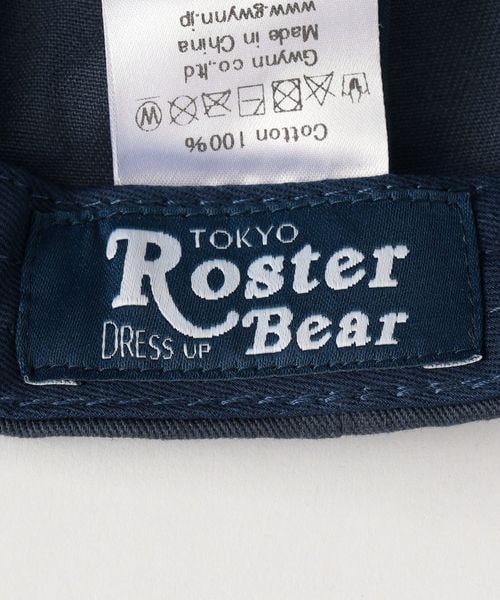 Cotton 100%
W
Gwynn co.,ltd
Made in China
www.gwynn.jp
TOKYO
Roster
DRESS UP Bear